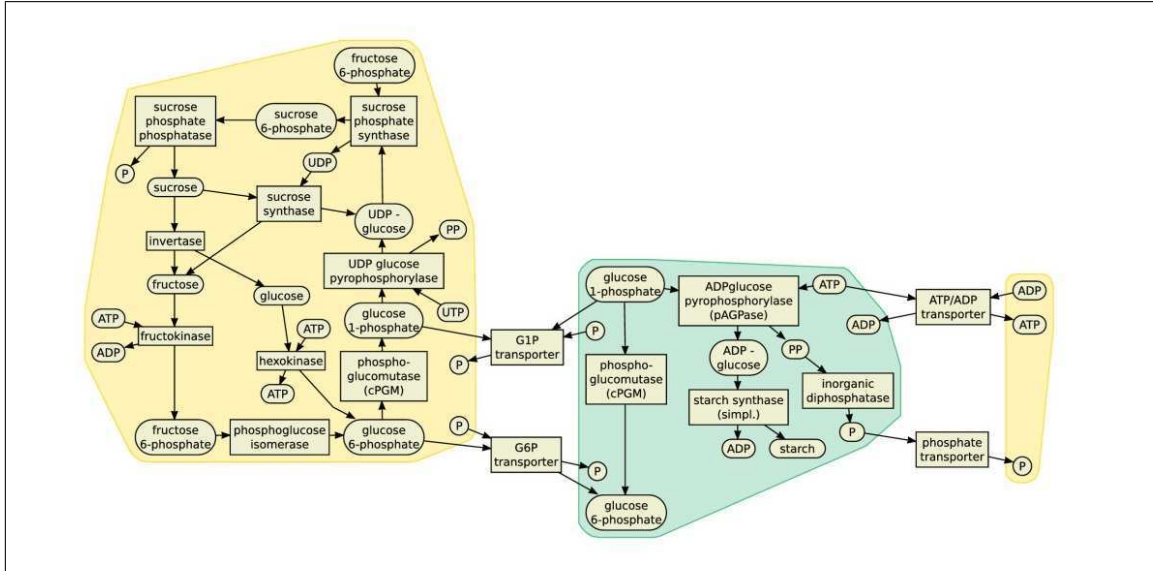 fructose
6-phosphate
sucrose
phosphate
phosphatase
sucrose
6-phosphate
sucrose
phosphate
synthase
P
UDP
sucrose
sucrose
synthase
UDP -
glucose
PP
invertase
UDP glucose
pyrophosphorylase
fructose
glucose
UTP
glucose
1-phosphate
ATP
fructokinase
ADP
ATP
hexokinase
ATP
phospho-
glucomutase
(cPGM)
fructose
6-phosphate
phosphoglucose
isomerase
glucose
6-phosphate
G1P
transporter
P
P
P
G6P
transporter
P
glucose
1-phosphate
ADPglucose
pyrophosphorylase
(pAGPase)
ATP
ADP
phospho-
glucomutase
(cPGM)
ADP -
glucose
PP
starch synthase
(simpl.)
inorganic
diphosphatase
ADP
starch
P
glucose
6-phosphate
ATP/ADP
transporter
ADP
ATP
phosphate
transporter
P